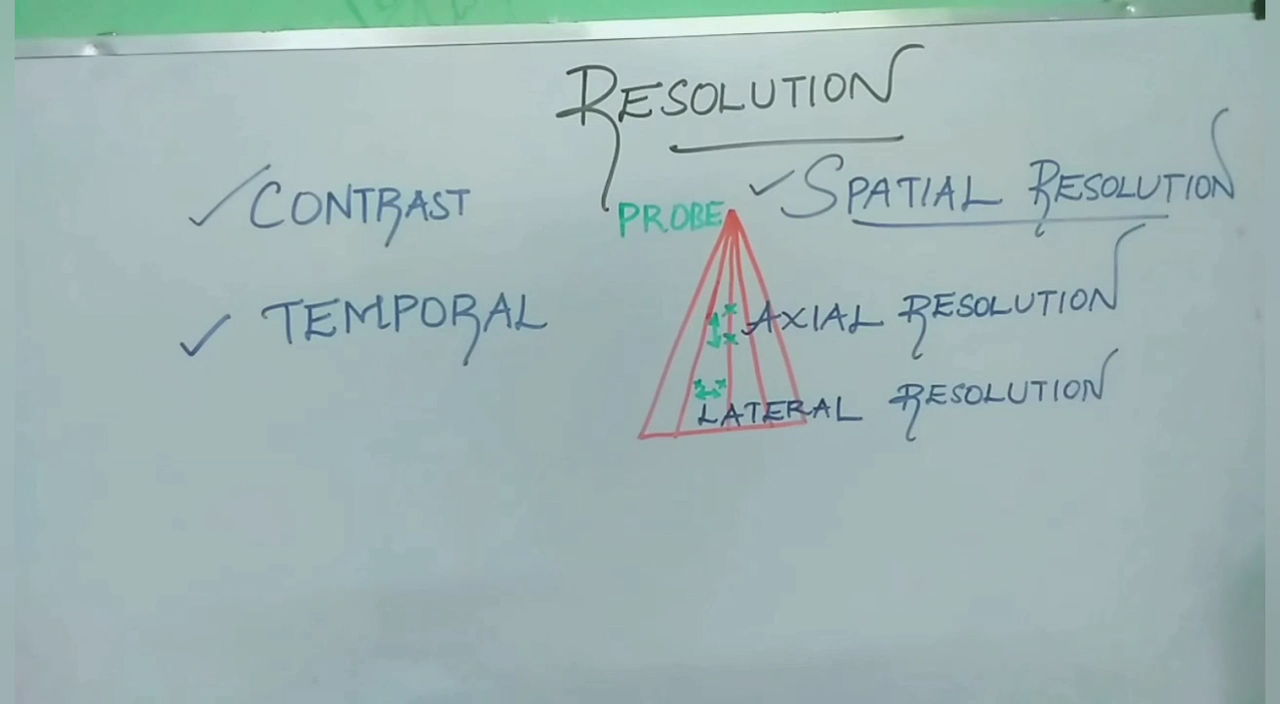 RESOLUTION
CONTRAST
TEMPORAL
SPATIAL RESOLUTION
PROBE
AXIAL RESOLUTION
LATERAL RESOLUTION